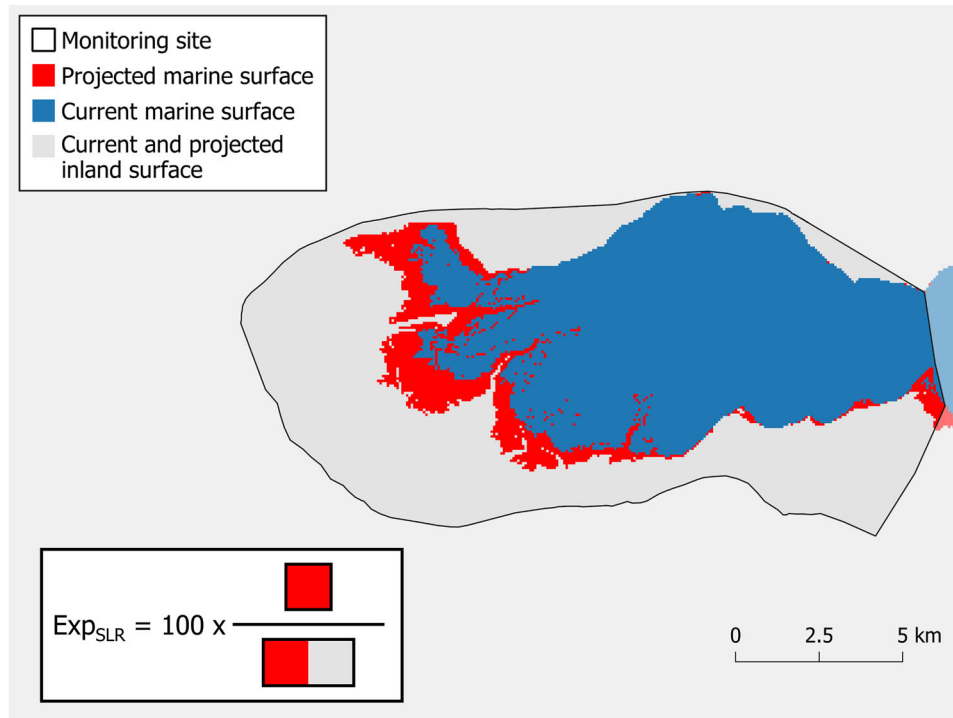 Monitoring site
Projected marine surface
Current marine surface
Current and projected
inland surface
Exp_SLR = 100 x
0 2.5 5 km